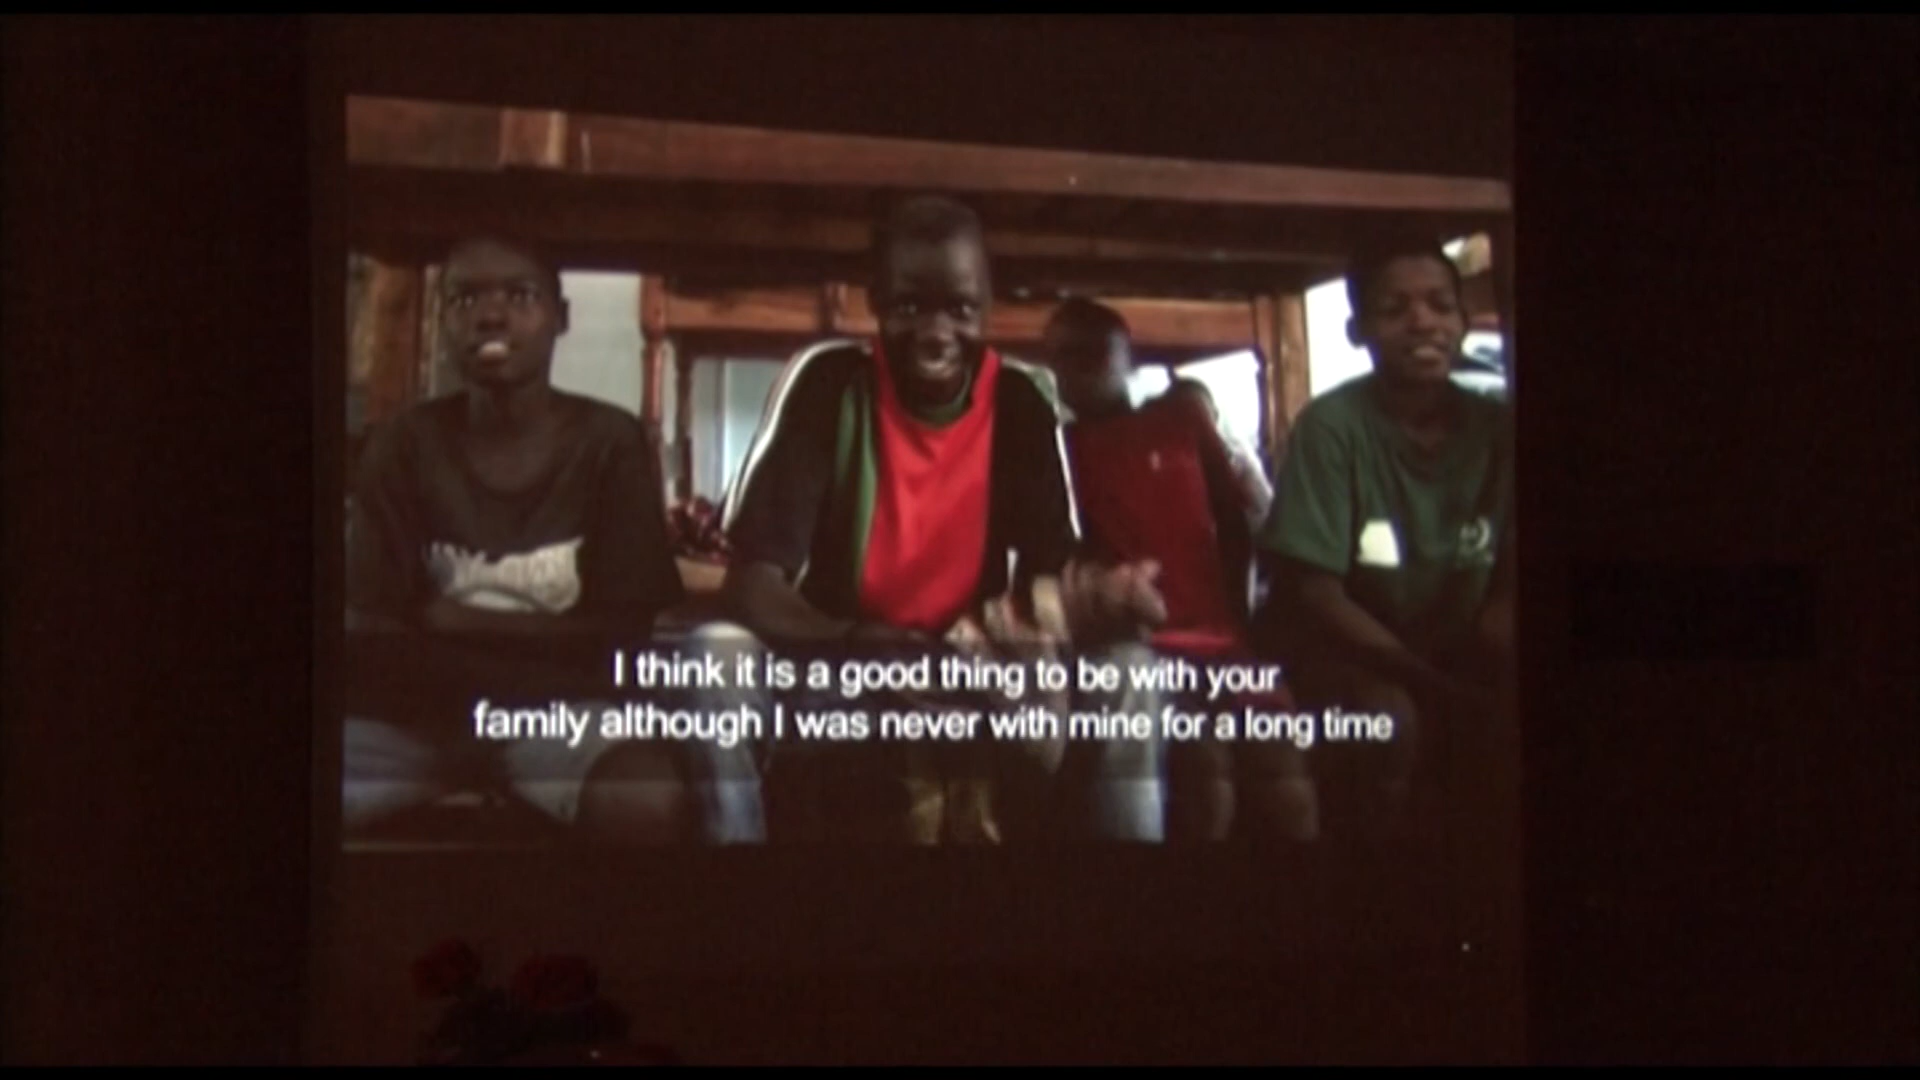 I think it is a good thing to be with your
family although I was never with mine for a long time